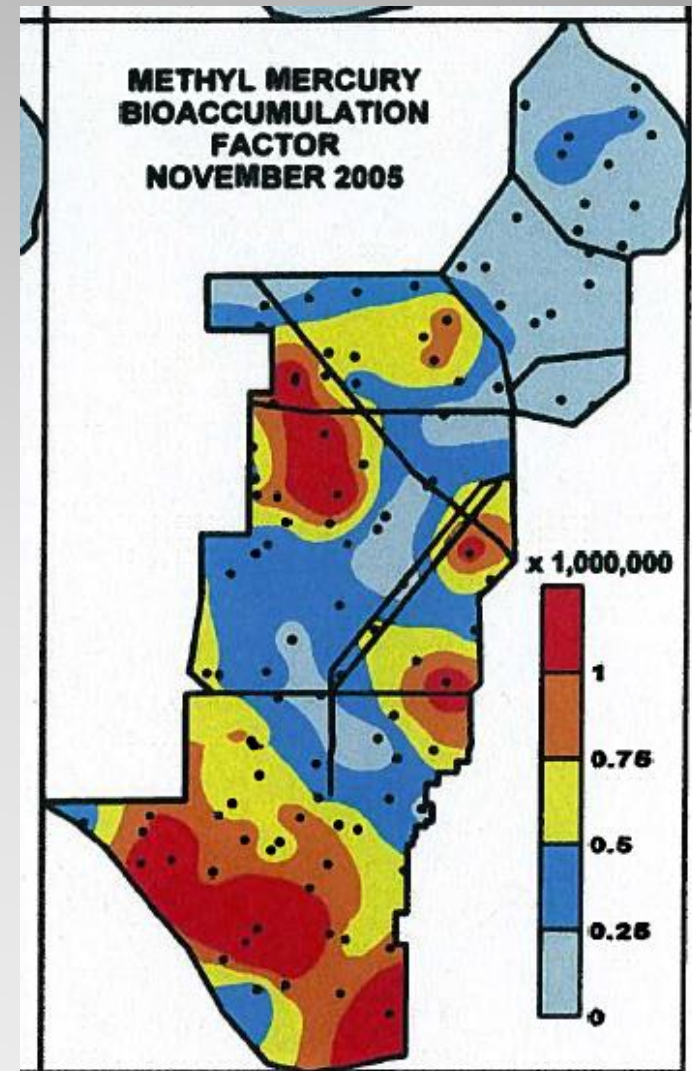 METHYL MERCURY
BIOACCUMULATION
FACTOR
NOVEMBER 2005
x 1,000,000
1
0.75
0.5
0.25
0